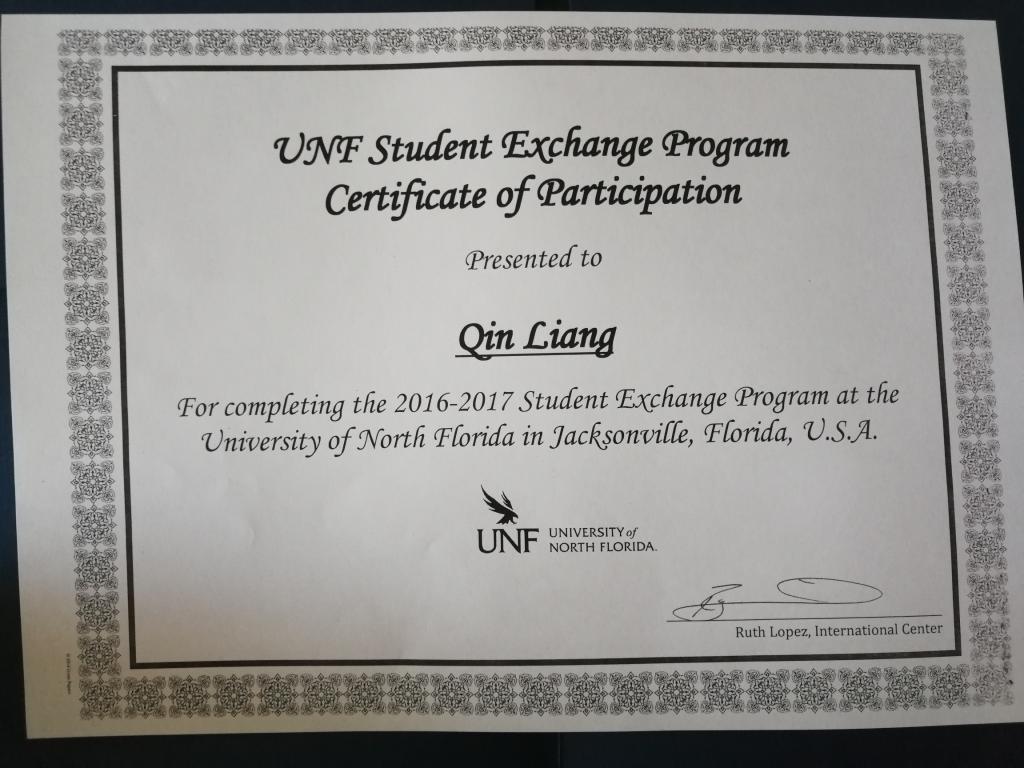 UNF Student Exchange Program
Certificate of Participation
Presented to
Qin Liang
For completing the 2016-2017 Student Exchange Program at the
University of North Florida in Jacksonville, Florida, U.S.A.
UNF UNIVERSITY of
NORTH FLORIDA.
Ruth Lopez, International Center